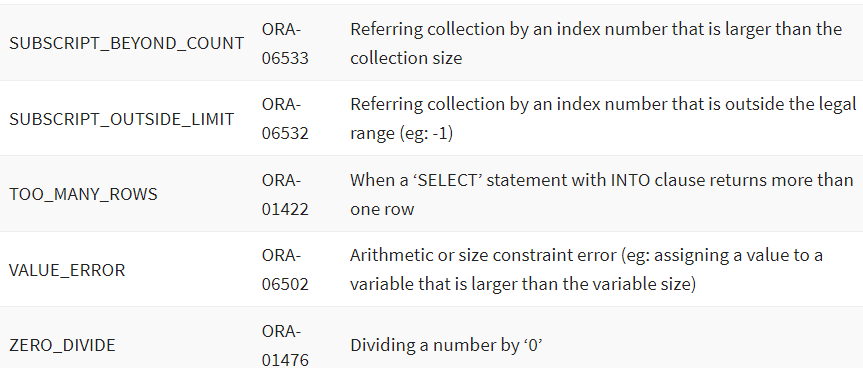 SUBSCRIPT_BEYOND_COUNT
ORA-
06533
Referring collection by an index number that is larger than the
collection size
SUBSCRIPT_OUTSIDE_LIMIT
ORA-
06532
Referring collection by an index number that is outside the legal
range (eg: -1)
TOO_MANY_ROWS
ORA-
01422
When a ‘SELECT’ statement with INTO clause returns more than
one row
VALUE_ERROR
ORA-
06502
Arithmetic or size constraint error (eg: assigning a value to a
variable that is larger than the variable size)
ZERO_DIVIDE
ORA-
01476
Dividing a number by ‘0’